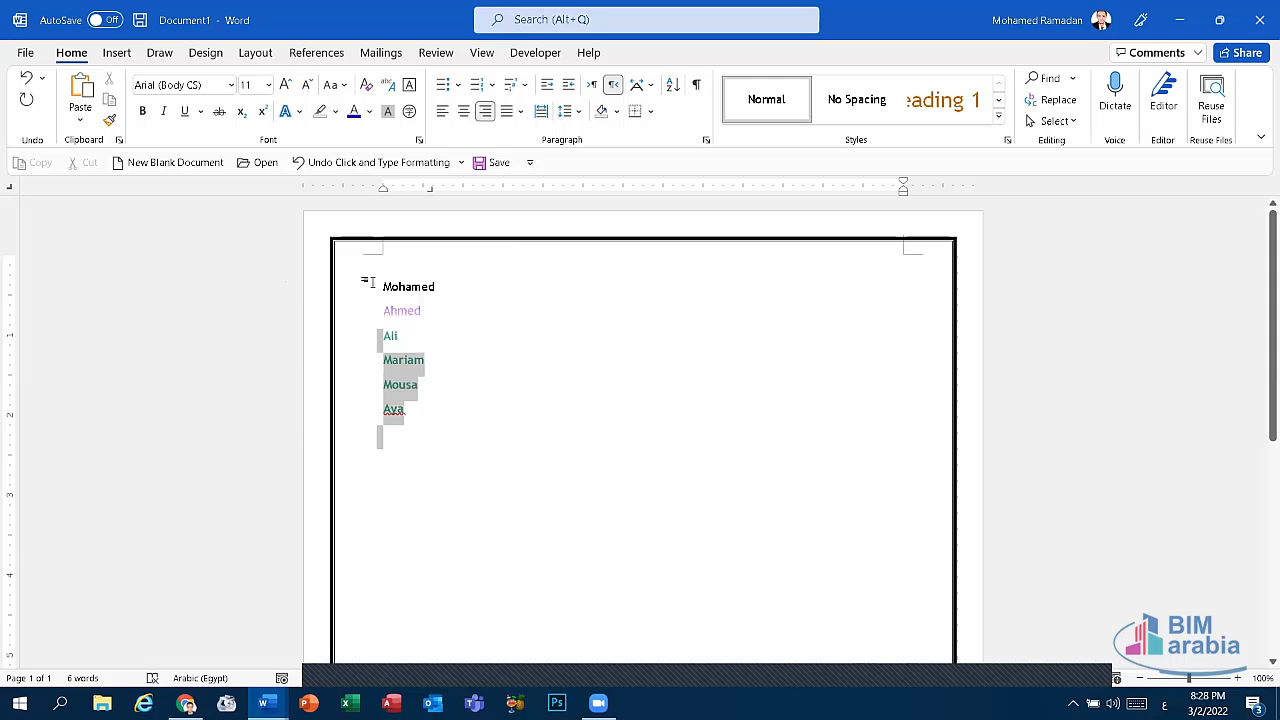 AutoSave Off Document1 - Word Search (Alt+Q) Mohamed Ramadan
File Home Insert Draw Design Layout References Mailings Review View Developer Help Comments Share
Arial (Body CS) 11
Paste
Normal No Spacing eading 1
Find
Replace
Select
Dictate Editor Reuse Files
Undo Clipboard Font Paragraph Styles Editing Voice Editor Reuse Files
Copy Cut New Blank Document Open Undo Click and Type Formatting Save
Mohamed
Ahmed
Ali
Mariam
Mousa
Aya
BIM
arabia
Page 1 of 1 6 words Arabic (Egypt) 100%
8:28 PM
3/2/2022